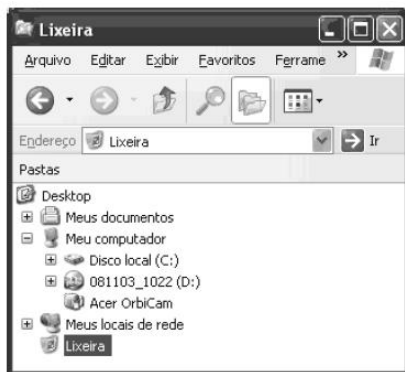 Lixeira
Arquivo Editar Exibir Favoritos Ferrame »
Endereço Lixeira Ir
Pastas
Desktop
Meus documentos
Meu computador
Disco local (C:)
081103_1022 (D:)
Acer OrbiCam
Meus locais de rede
Lixeira